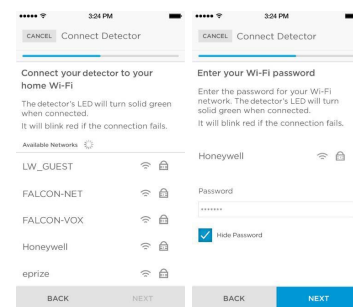 3:24 PM
CANCEL Connect Detector
Connect your detector to your
home Wi-Fi
The detector's LED will turn solid green
when connected.
It will blink red if the connection fails.
Available Networks
LW_GUEST
FALCON-NET
FALCON-VOX
Honeywell
eprize
BACK NEXT
3:24 PM
CANCEL Connect Detector
Enter your Wi-Fi password
Enter the password for your Wi-Fi
network. The detector's LED will turn
solid green when connected.
It will blink red if the connection fails.
Honeywell
Password
•••••••
Hide Password
BACK NEXT